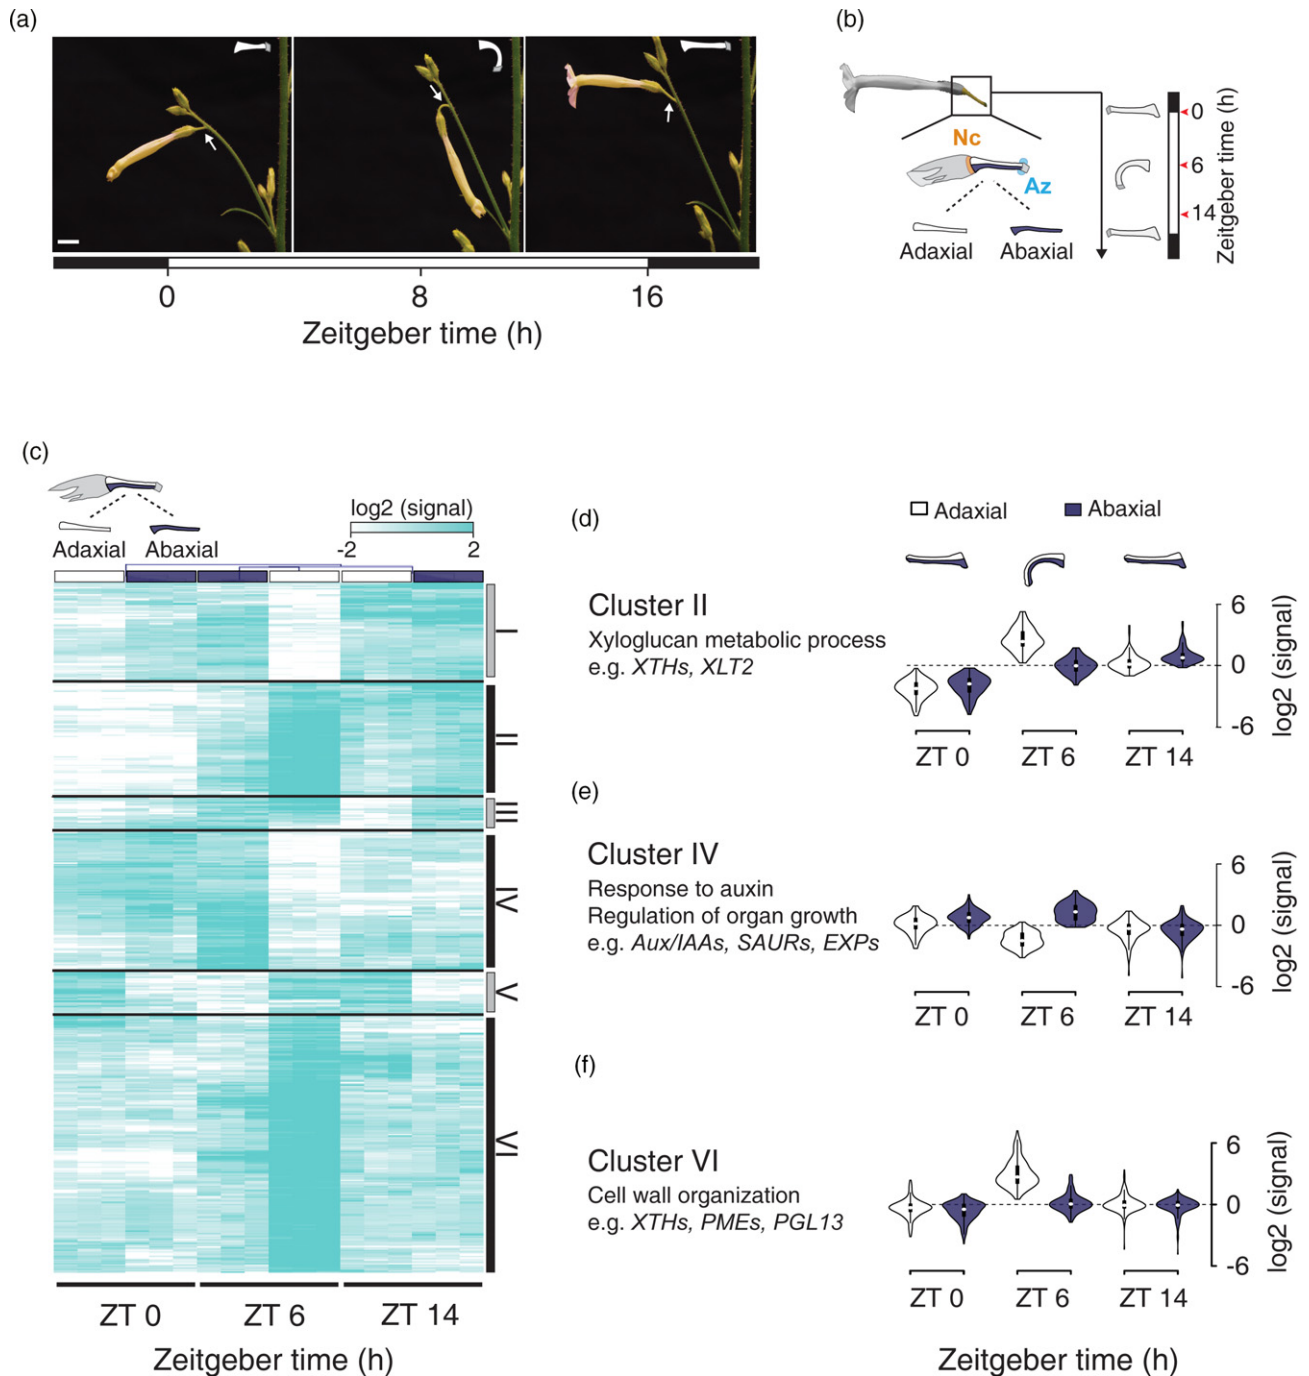 (a)
0
8
16
Zeitgeber time (h)
(b)
Nc
Az
Adaxial
Abaxial
0
6
14
Zeitgeber time (h)
(c)
log2 (signal)
-2
2
Adaxial
Abaxial
I
II
III
IV
V
VI
ZT 0
ZT 6
ZT 14
Zeitgeber time (h)
(d)
Adaxial
Abaxial
Cluster II
Xyloglucan metabolic process
e.g. XTHs, XLT2
6
0
-6
log2 (signal)
ZT 0
ZT 6
ZT 14
(e)
Cluster IV
Response to auxin
Regulation of organ growth
e.g. Aux/IAAs, SAURs, EXPs
6
0
-6
log2 (signal)
ZT 0
ZT 6
ZT 14
(f)
Cluster VI
Cell wall organization
e.g. XTHs, PMEs, PGL13
6
0
-6
log2 (signal)
ZT 0
ZT 6
ZT 14
Zeitgeber time (h)